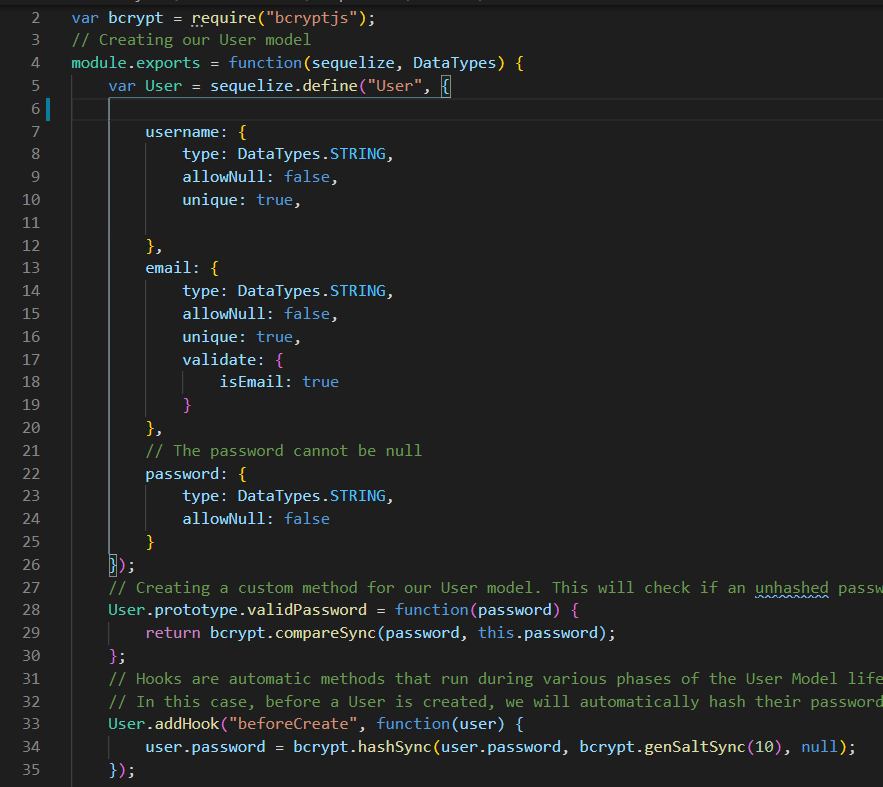 2 var bcrypt = require("bcryptjs");
3 // Creating our User model
4 module.exports = function(sequelize, DataTypes) {
5 var User = sequelize.define("User", {
6
7 username: {
8 type: DataTypes.STRING,
9 allowNull: false,
10 unique: true,
11
12 },
13 email: {
14 type: DataTypes.STRING,
15 allowNull: false,
16 unique: true,
17 validate: {
18 isEmail: true
19 }
20 },
21 // The password cannot be null
22 password: {
23 type: DataTypes.STRING,
24 allowNull: false
25 }
26 });
27 // Creating a custom method for our User model. This will check if an unhashed passw
28 User.prototype.validPassword = function(password) {
29 return bcrypt.compareSync(password, this.password);
30 };
31 // Hooks are automatic methods that run during various phases of the User Model life
32 // In this case, before a User is created, we will automatically hash their password
33 User.addHook("beforeCreate", function(user) {
34 user.password = bcrypt.hashSync(user.password, bcrypt.genSaltSync(10), null);
35 });